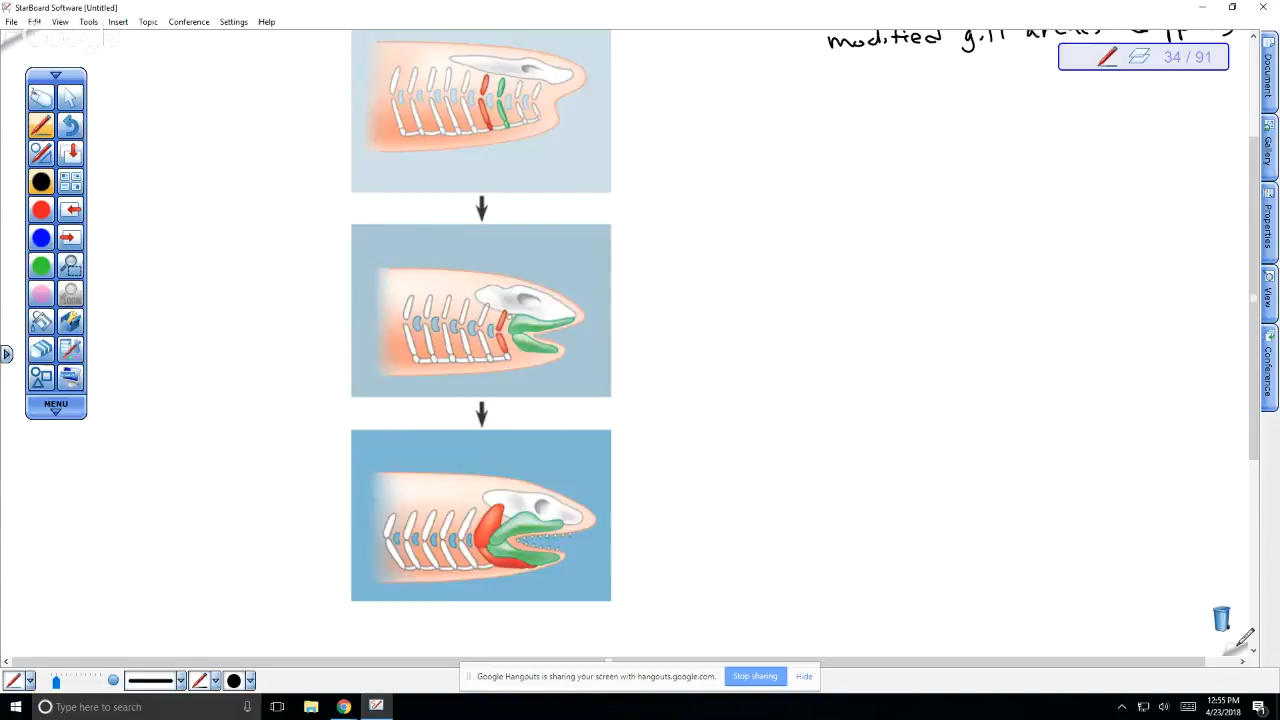 StarBoard Software [Untitled]
File Edit View Tools Insert Topic Conference Settings Help
modified gill
34 / 91
Document
Gallery
Properties
View
Conference
MENU
Google Hangouts is sharing your screen with hangouts.google.com.
Stop sharing
Hide
Type here to search
12:55 PM
4/23/2018